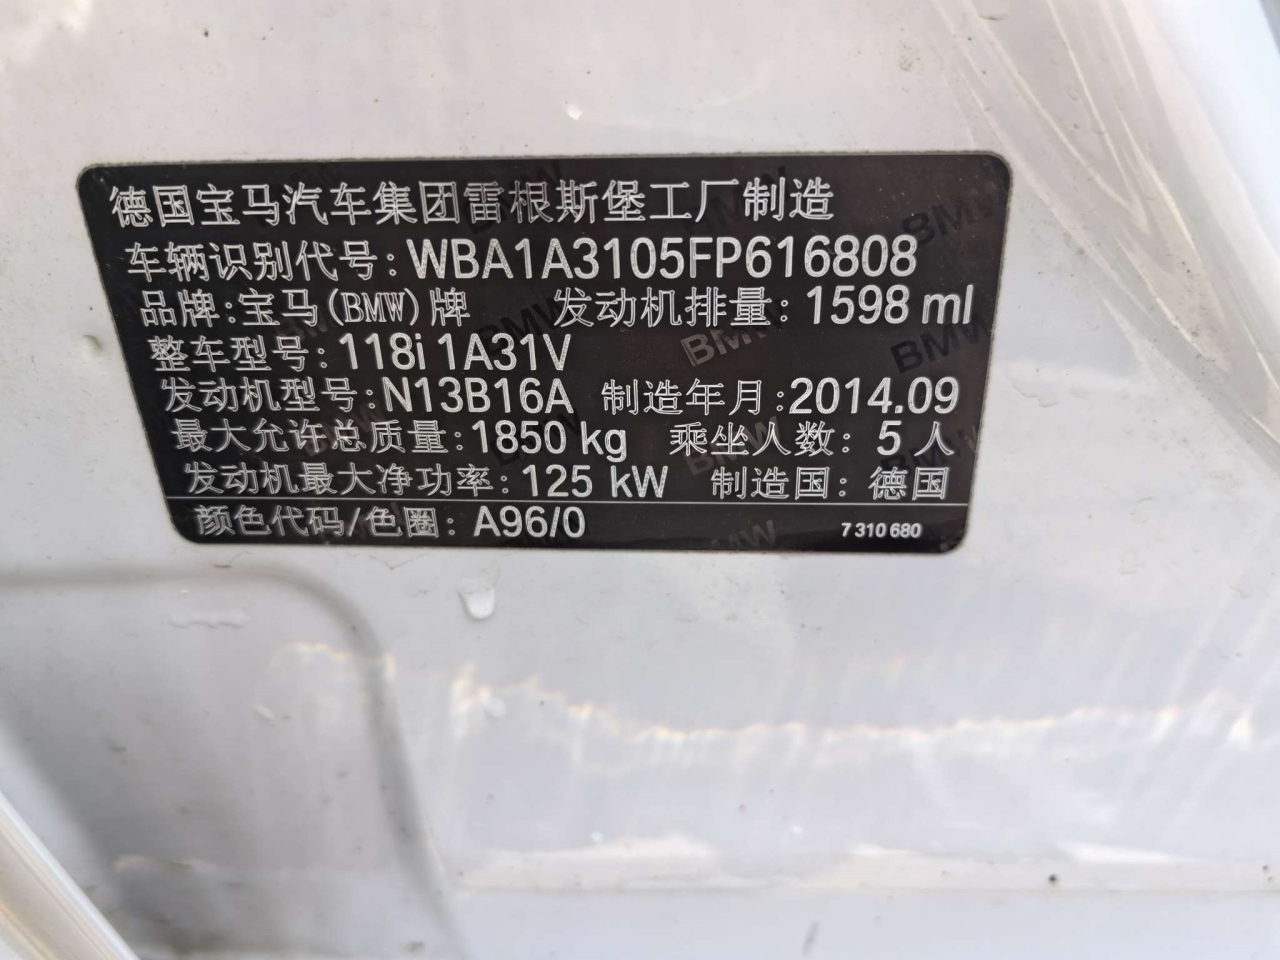 德国宝马汽车集团雷根斯堡工厂制造
车辆识别代号: WBA1A3105FP616808
品牌: 宝马(BMW)牌 发动机排量: 1598 ml
整车型号: 118i 1A31V
发动机型号: N13B16A 制造年月: 2014.09
最大允许总质量: 1850 kg 乘坐人数: 5 人
发动机最大净功率: 125 kW 制造国: 德国
颜色代码/色圈: A96/0 7 310 680